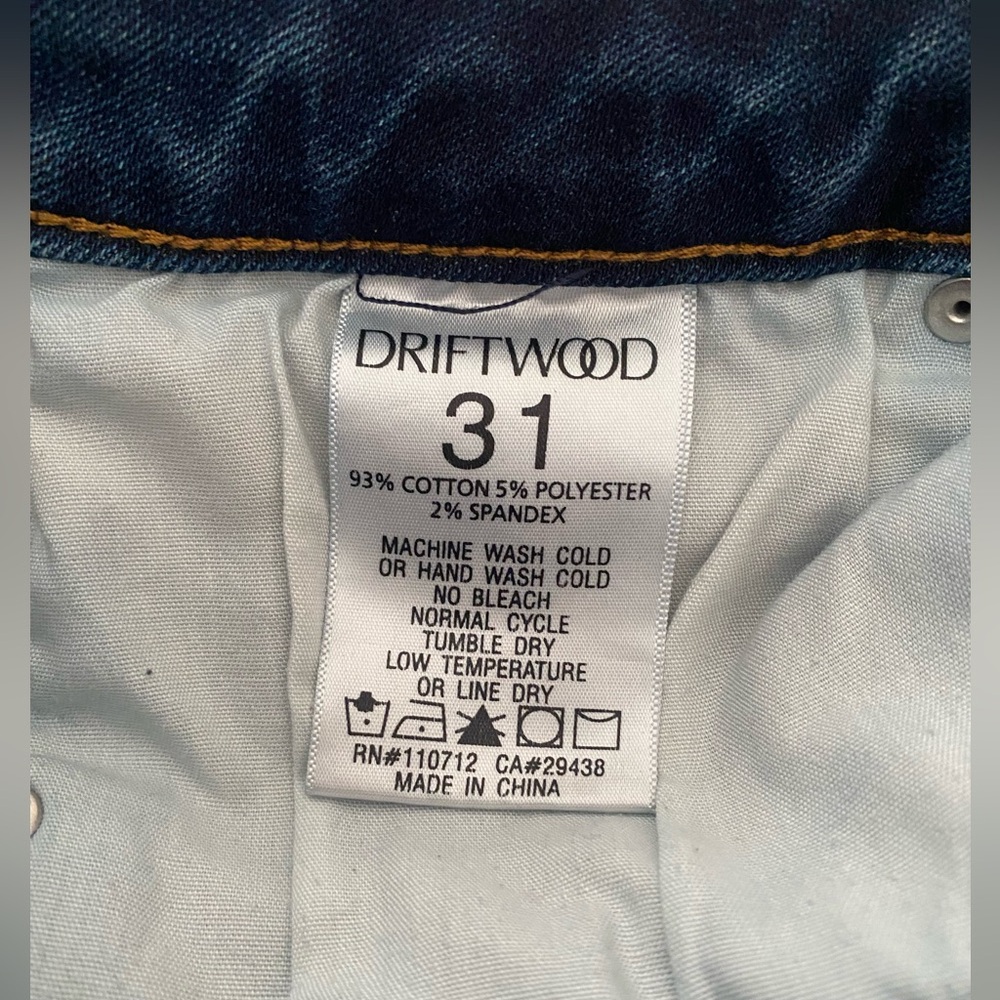 DRIFTWOOD
31
93% COTTON 5% POLYESTER
2% SPANDEX
MACHINE WASH COLD
OR HAND WASH COLD
NO BLEACH
NORMAL CYCLE
TUMBLE DRY
LOW TEMPERATURE
OR LINE DRY
RN#110712 CA#29438
MADE IN CHINA